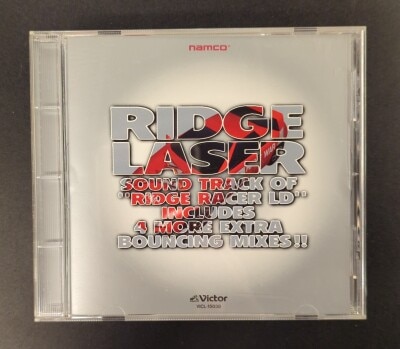 namco
RIDGE
LASER
SOUND TRACK OF
"RIDGE RACER LD"
INCLUDES
4 MORE EXTRA
BOUNCING MIXES!!
Victor